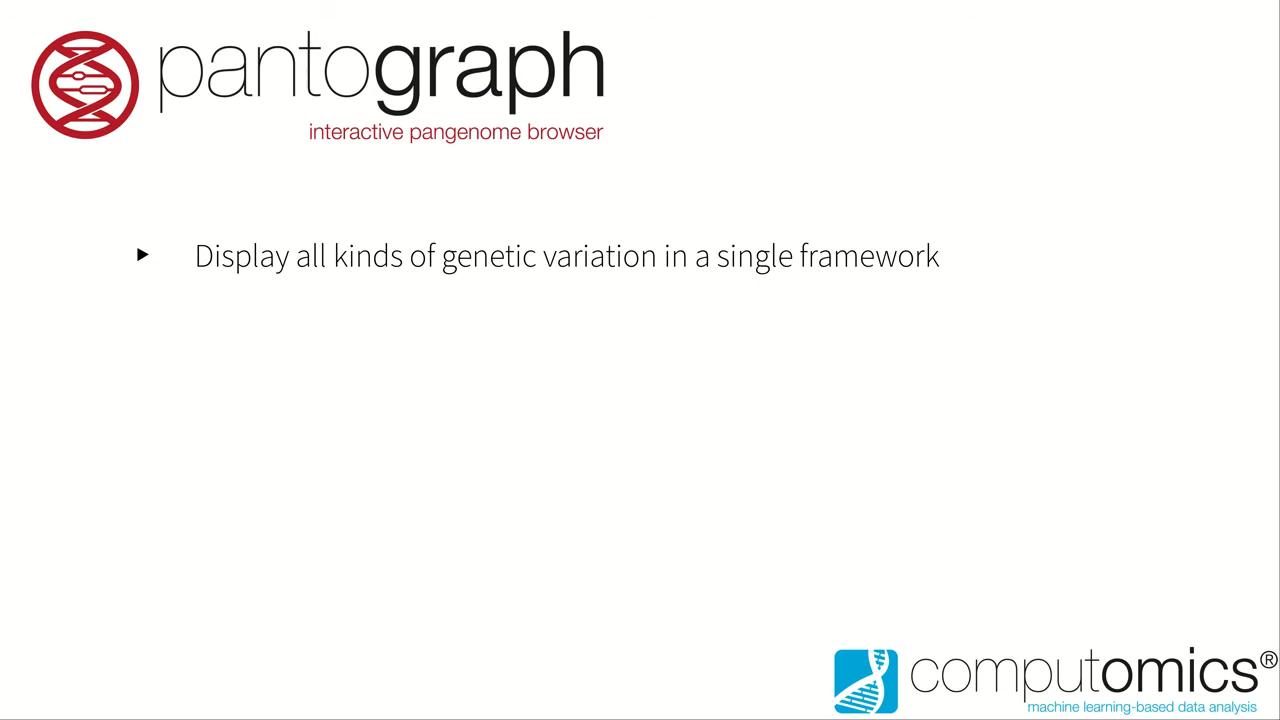 pantograph
interactive pangenome browser
▸ Display all kinds of genetic variation in a single framework
computomics®
machine learning-based data analysis